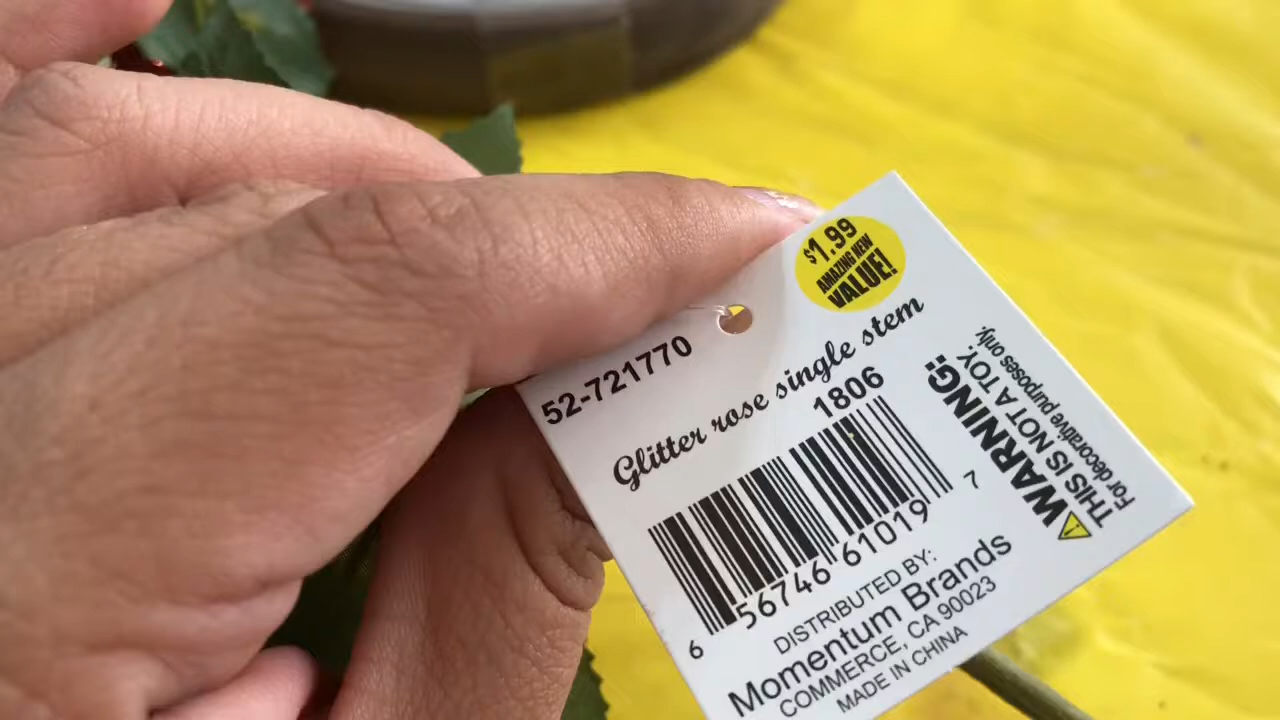 $1.99
AMAZING NEW
VALUE!
52-721770
Glitter rose single stem
1806
6 56746 61019 7
DISTRIBUTED BY:
Momentum Brands
COMMERCE, CA 90023
MADE IN CHINA
WARNING:
THIS IS NOT A TOY.
For decorative purposes only.